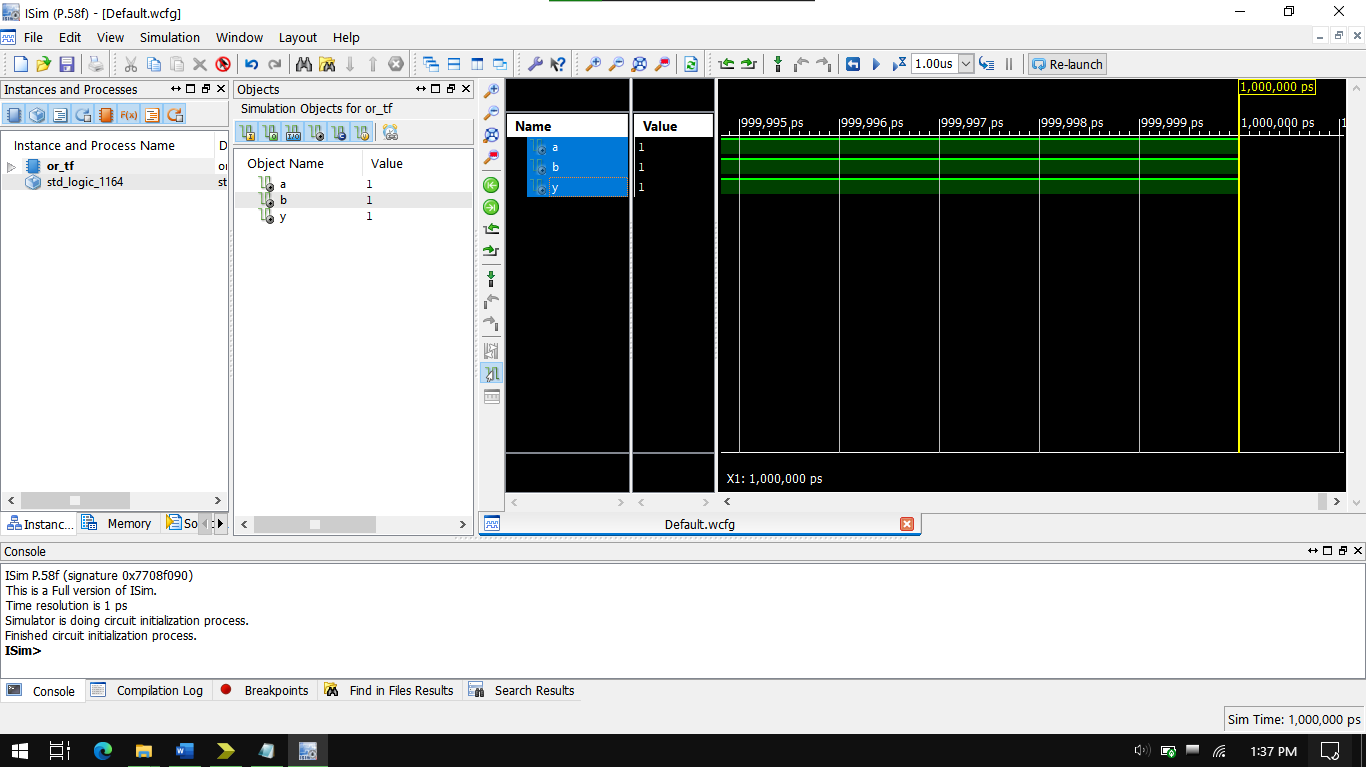 ISim (P.58f) - [Default.wcfg]
File Edit View Simulation Window Layout Help
1.00us Re-launch
Instances and Processes
Instance and Process Name D
or_tf or
std_logic_1164 st
Instanc... Memory So
Objects
Simulation Objects for or_tf
Object Name Value
a 1
b 1
y 1
Name Value
a 1
b 1
y 1
1,000,000 ps
999,995 ps 999,996 ps 999,997 ps 999,998 ps 999,999 ps 1,000,000 ps 1
X1: 1,000,000 ps
Default.wcfg
Console
ISim P.58f (signature 0x7708f090)
This is a Full version of ISim.
Time resolution is 1 ps
Simulator is doing circuit initialization process.
Finished circuit initialization process.
ISim>
Console Compilation Log Breakpoints Find in Files Results Search Results
Sim Time: 1,000,000 ps
1:37 PM